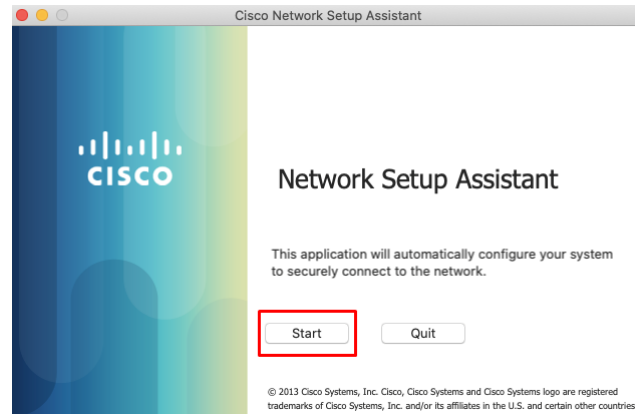 Cisco Network Setup Assistant
CISCO
Network Setup Assistant
This application will automatically configure your system
to securely connect to the network.
Start Quit
© 2013 Cisco Systems, Inc. Cisco, Cisco Systems and Cisco Systems logo are registered
trademarks of Cisco Systems, Inc. and/or its affiliates in the U.S. and certain other countries